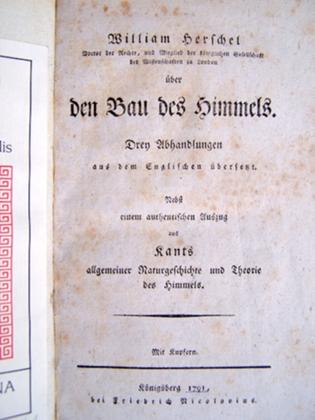 lis
NA
William Herschel
Doctor der Rechte, und Mitglied der königlichen Gesellschaft
der Wissenschaften zu London
über
den Bau des Himmels.
Drey Abhandlungen
aus dem Englischen übersetzt.
Nebst
einem authentischen Auszug
aus
Kants
allgemeiner Naturgeschichte und Theorie
des Himmels.
Mit Kupfern.
Königsberg 1791.
bei Friedrich Nicolovius.